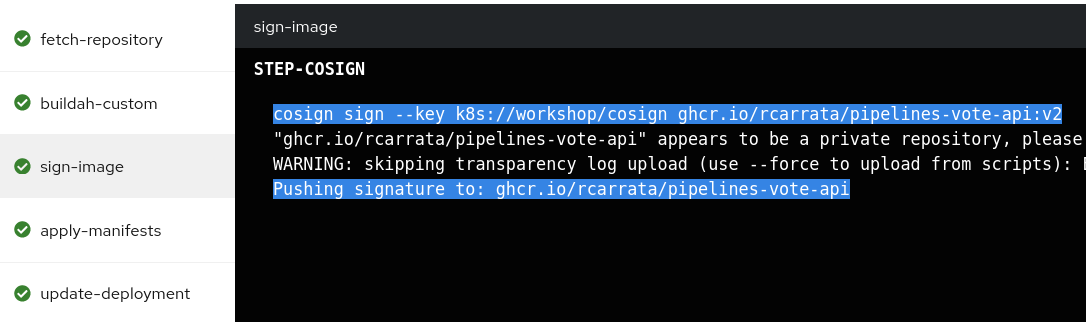 fetch-repository
buildah-custom
sign-image
apply-manifests
update-deployment
sign-image
STEP-COSIGN
cosign sign --key k8s://workshop/cosign ghcr.io/rcarrata/pipelines-vote-api:v2
"ghcr.io/rcarrata/pipelines-vote-api" appears to be a private repository, please
WARNING: skipping transparency log upload (use --force to upload from scripts):
Pushing signature to: ghcr.io/rcarrata/pipelines-vote-api